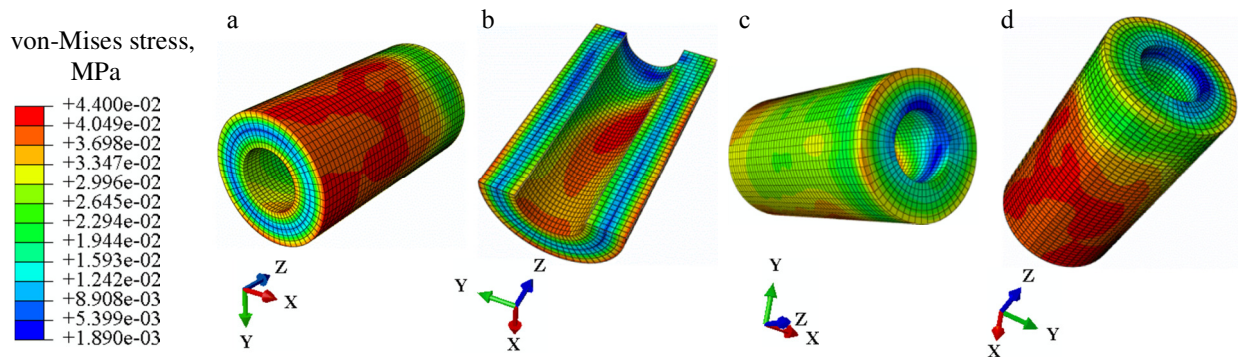 a
b
c
d
von-Mises stress,
MPa
+4.400e-02
+4.049e-02
+3.698e-02
+3.347e-02
+2.996e-02
+2.645e-02
+2.294e-02
+1.944e-02
+1.593e-02
+1.242e-02
+8.908e-03
+5.399e-03
+1.890e-03
Z
X
Y
Z
Y
X
Y
Z
X
Z
Y
X